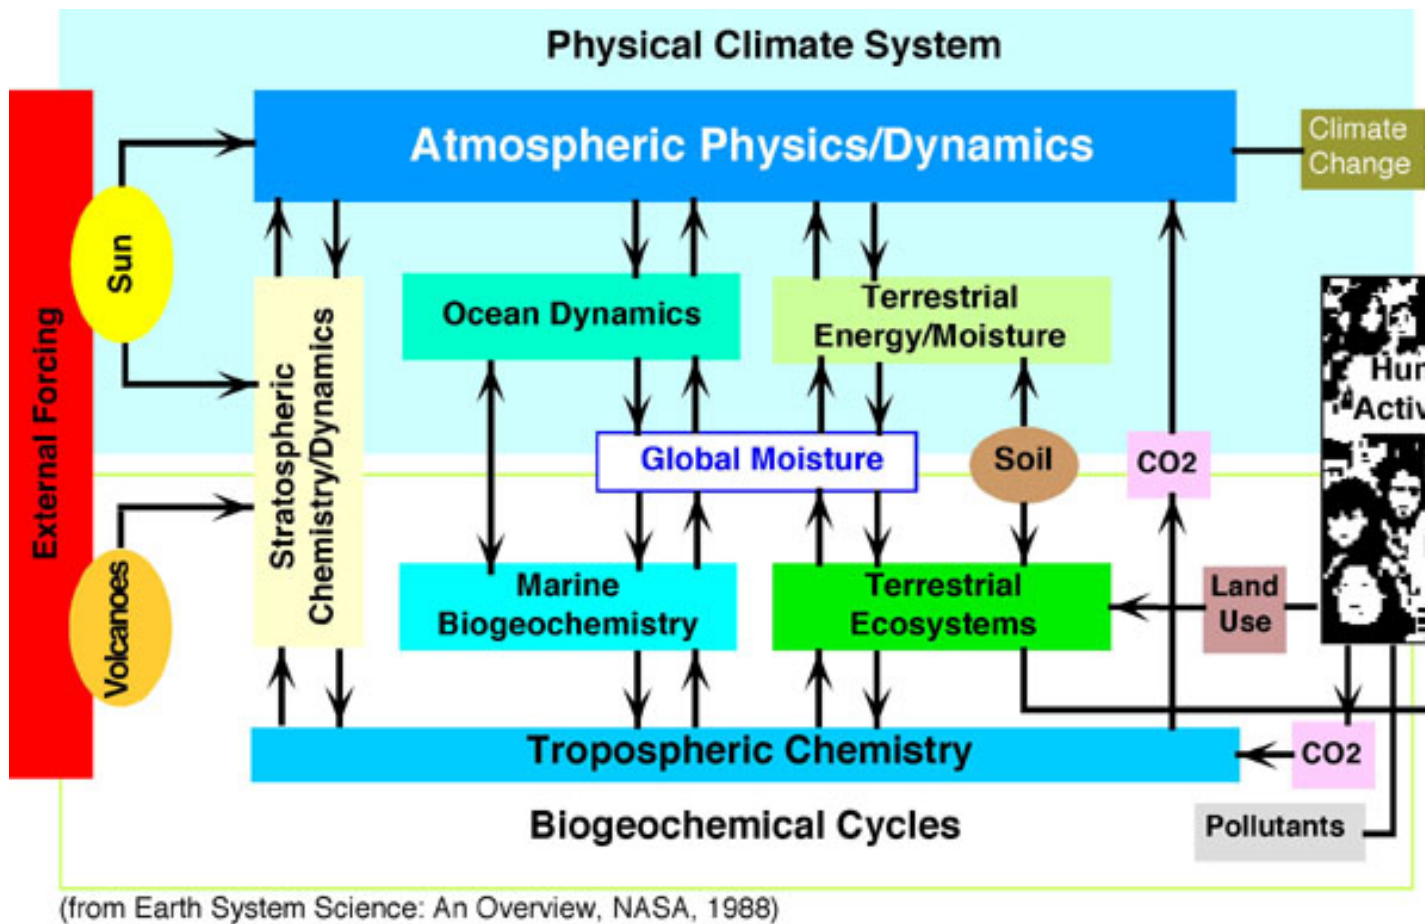 Physical Climate System
Atmospheric Physics/Dynamics
Climate
Change
External Forcing
Sun
Ocean Dynamics
Terrestrial
Energy/Moisture
Stratospheric
Chemistry/Dynamics
Hum
Activ
Global Moisture
Soil
CO2
Volcanoes
Marine
Biogeochemistry
Terrestrial
Ecosystems
Land
Use
Tropospheric Chemistry
CO2
Biogeochemical Cycles
Pollutants
(from Earth System Science: An Overview, NASA, 1988)